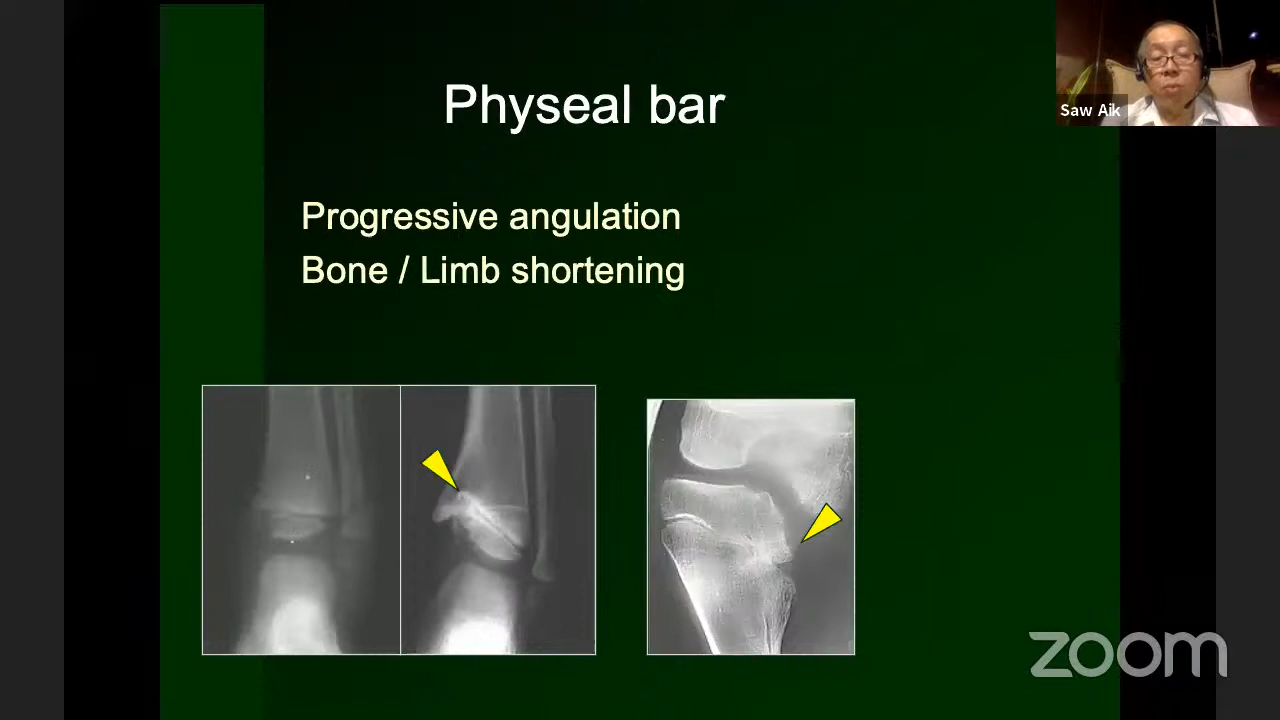 Physeal bar
Saw Aik
Progressive angulation
Bone / Limb shortening
zoom